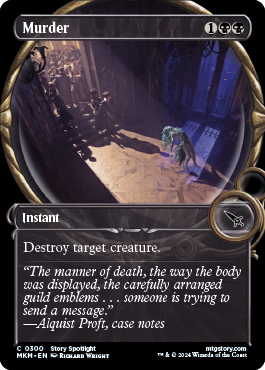 Murder 1
Instant
Destroy target creature.
“The manner of death, the way the body
was displayed, the carefully arranged
guild emblems . . . someone is trying to
send a message.”
—Alquist Proft, case notes
C 0300 Story Spotlight mtgstory.com
MKM • EN Richard Wright ™ & © 2024 Wizards of the Coast